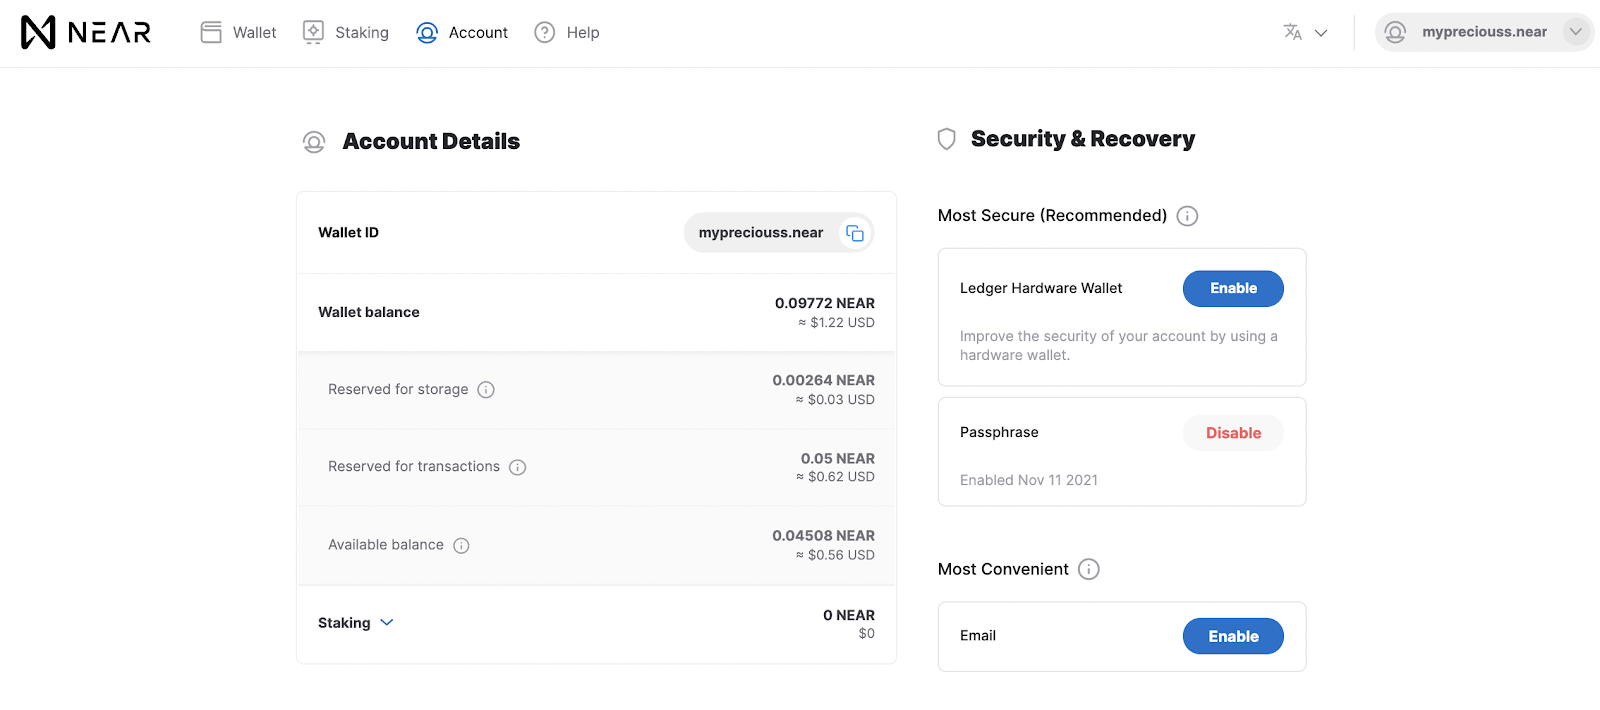 NEAR
Wallet
Staking
Account
Help
mypreciouss.near
Account Details
Wallet ID
mypreciouss.near
Wallet balance
0.09772 NEAR
≈ $1.22 USD
Reserved for storage
0.00264 NEAR
≈ $0.03 USD
Reserved for transactions
0.05 NEAR
≈ $0.62 USD
Available balance
0.04508 NEAR
≈ $0.56 USD
Staking
0 NEAR
$0
Security & Recovery
Most Secure (Recommended)
Ledger Hardware Wallet
Enable
Improve the security of your account by using a
hardware wallet.
Passphrase
Disable
Enabled Nov 11 2021
Most Convenient
Email
Enable